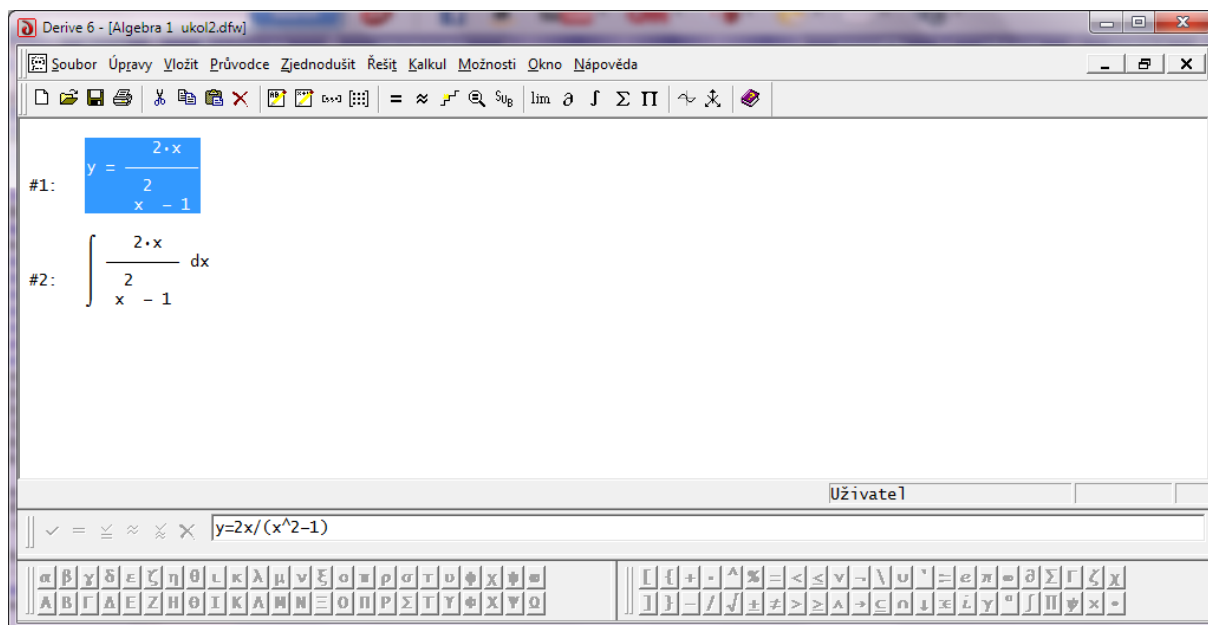 Derive 6 - [Algebra 1 ukol2.dfw]
Soubor Úpravy Vložit Průvodce Zjednodušit Řešit Kalkul Možnosti Okno Nápověda
= ≈ SUB lim ∂ ∫ Σ Π
2·x
y = ────
#1: 2
x - 1
2·x
∫ ──── dx
#2: 2
x - 1
Uživatel
y=2x/(x^2-1)
α β γ δ ε ζ η θ ι κ λ μ ν ξ ο π ρ σ τ υ φ χ ψ ω
[ { + · ^ % = < ≤ ∨ ¬ \ ∪ ' := e π ∞ ∂ Σ Γ ζ χ
Α Β Γ Δ Ε Ζ Η Θ Ι Κ Λ Μ Ν Ξ Ο Π Ρ Σ Τ Υ Φ Χ Ψ Ω
] } - / √ ± ≠ > ≥ ∧ → ⊆ ∩ ↓ ∈ i γ ° ∫ Π ψ × •